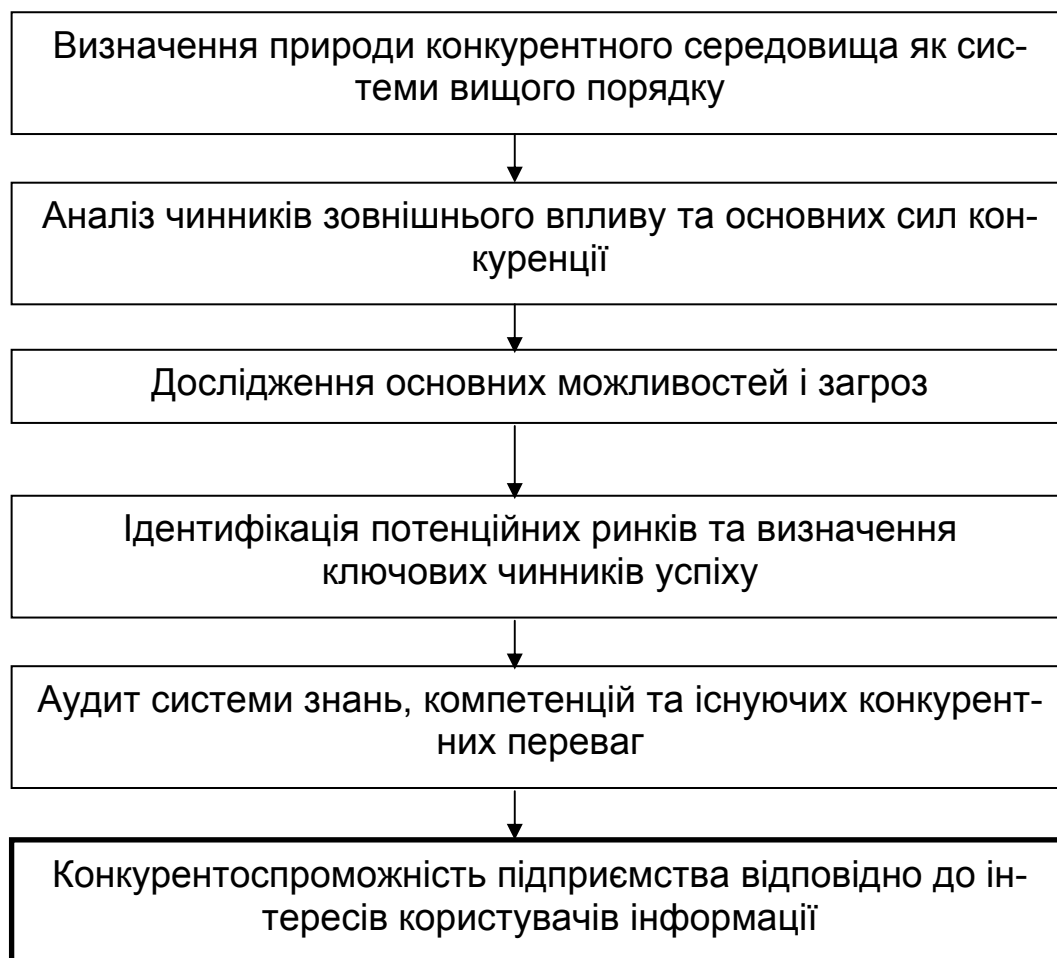 Визначення природи конкурентного середовища як сис-
теми вищого порядку
Аналіз чинників зовнішнього впливу та основних сил кон-
куренції
Дослідження основних можливостей і загроз
Ідентифікація потенційних ринків та визначення
ключових чинників успіху
Аудит системи знань, компетенцій та існуючих конкурент-
них переваг
Конкурентоспроможність підприємства відповідно до ін-
тересів користувачів інформації